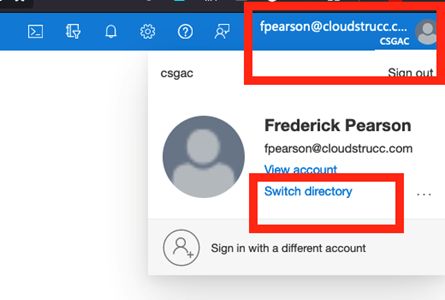 fpearson@cloudstrucc.c...
CSGAC
csgac
Sign out
Frederick Pearson
fpearson@cloudstrucc.com
View account
Switch directory
...
Sign in with a different account